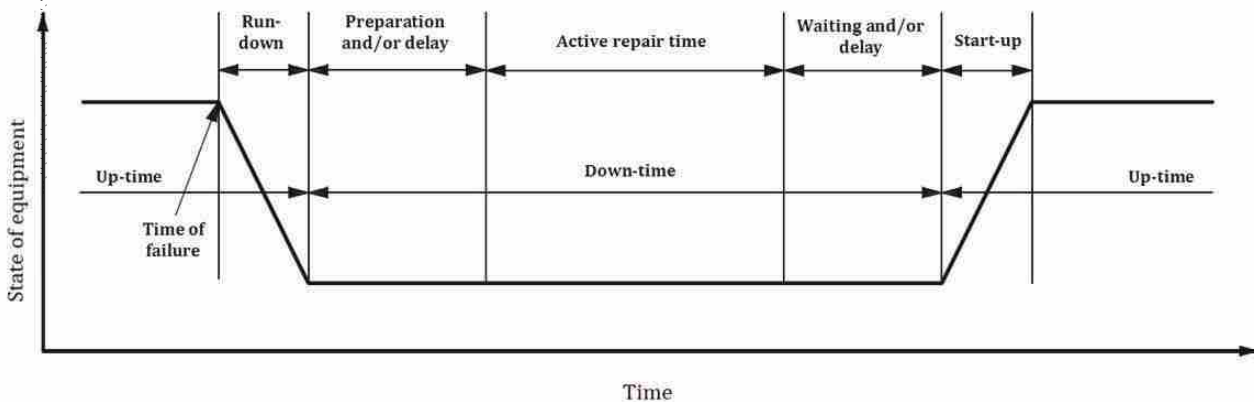 Run-
down
Preparation
and/or delay
Active repair time
Waiting and/or
delay
Start-up
State of equipment
Up-time
Down-time
Up-time
Time of
failure
Time